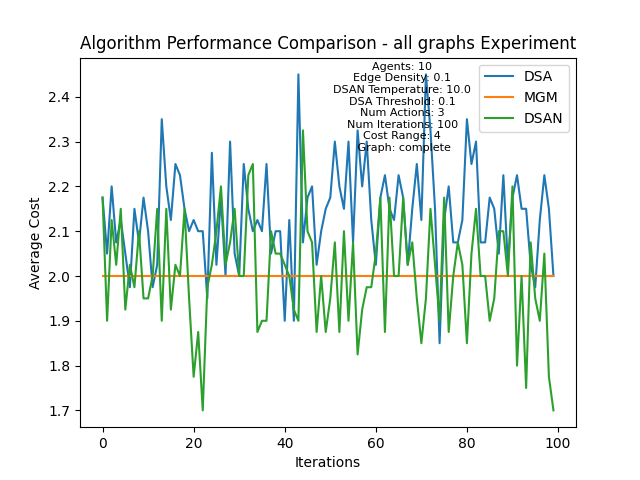 Algorithm Performance Comparison - all graphs Experiment
Agents: 10
Edge Density: 0.1
DSAN Temperature: 10.0
DSA Threshold: 0.1
Num Actions: 3
Num Iterations: 100
Cost Range: 4
Graph: complete
DSA
MGM
DSAN
Average Cost
2.4
2.3
2.2
2.1
2.0
1.9
1.8
1.7
0 20 40 60 80 100
Iterations